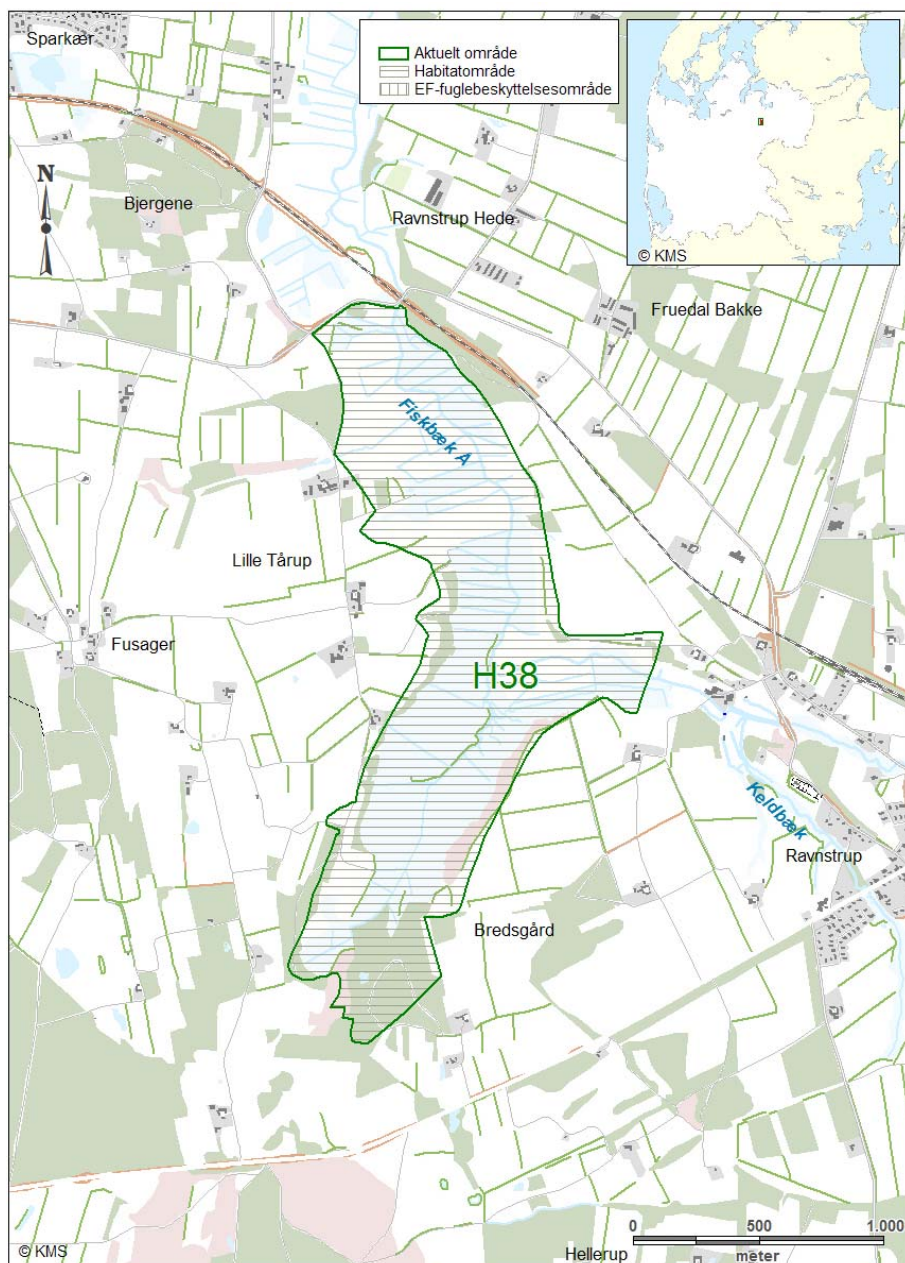 Sparkær
Aktuelt område
Habitatområde
EF-fuglebeskyttelsesområde
N
Bjergene
Ravnstrup Hede
© KMS
Fruedal Bakke
Fiskbæk A
Lille Tårup
Fusager
H38
Keldbæk
Ravnstrup
Bredsgård
0 500 1.000
meter
© KMS
Hellerup